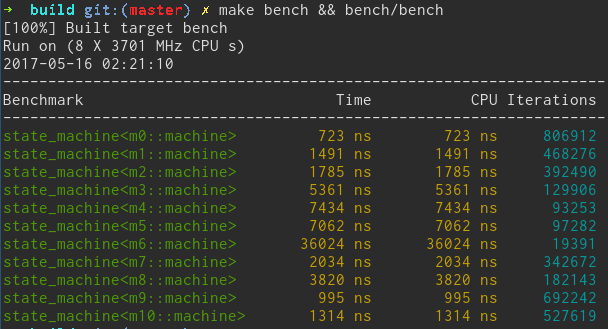 → build git:(master) ✗ make bench && bench/bench
[100%] Built target bench
Run on (8 X 3701 MHz CPU s)
2017-05-16 02:21:10
------------------------------------------------------------------
Benchmark Time CPU Iterations
------------------------------------------------------------------
state_machine<m0::machine> 723 ns 723 ns 806912
state_machine<m1::machine> 1491 ns 1491 ns 468276
state_machine<m2::machine> 1785 ns 1785 ns 392490
state_machine<m3::machine> 5361 ns 5361 ns 129906
state_machine<m4::machine> 7434 ns 7434 ns 93253
state_machine<m5::machine> 7062 ns 7062 ns 97282
state_machine<m6::machine> 36024 ns 36024 ns 19391
state_machine<m7::machine> 2034 ns 2034 ns 342672
state_machine<m8::machine> 3820 ns 3820 ns 182143
state_machine<m9::machine> 995 ns 995 ns 692242
state_machine<m10::machine> 1314 ns 1314 ns 527619